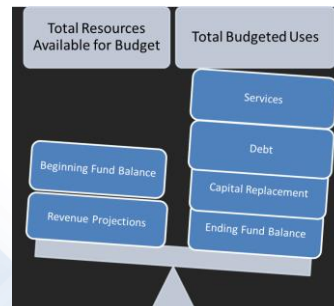 Total Resources
Available for Budget
Total Budgeted Uses
Services
Debt
Beginning Fund Balance
Capital Replacement
Revenue Projections
Ending Fund Balance